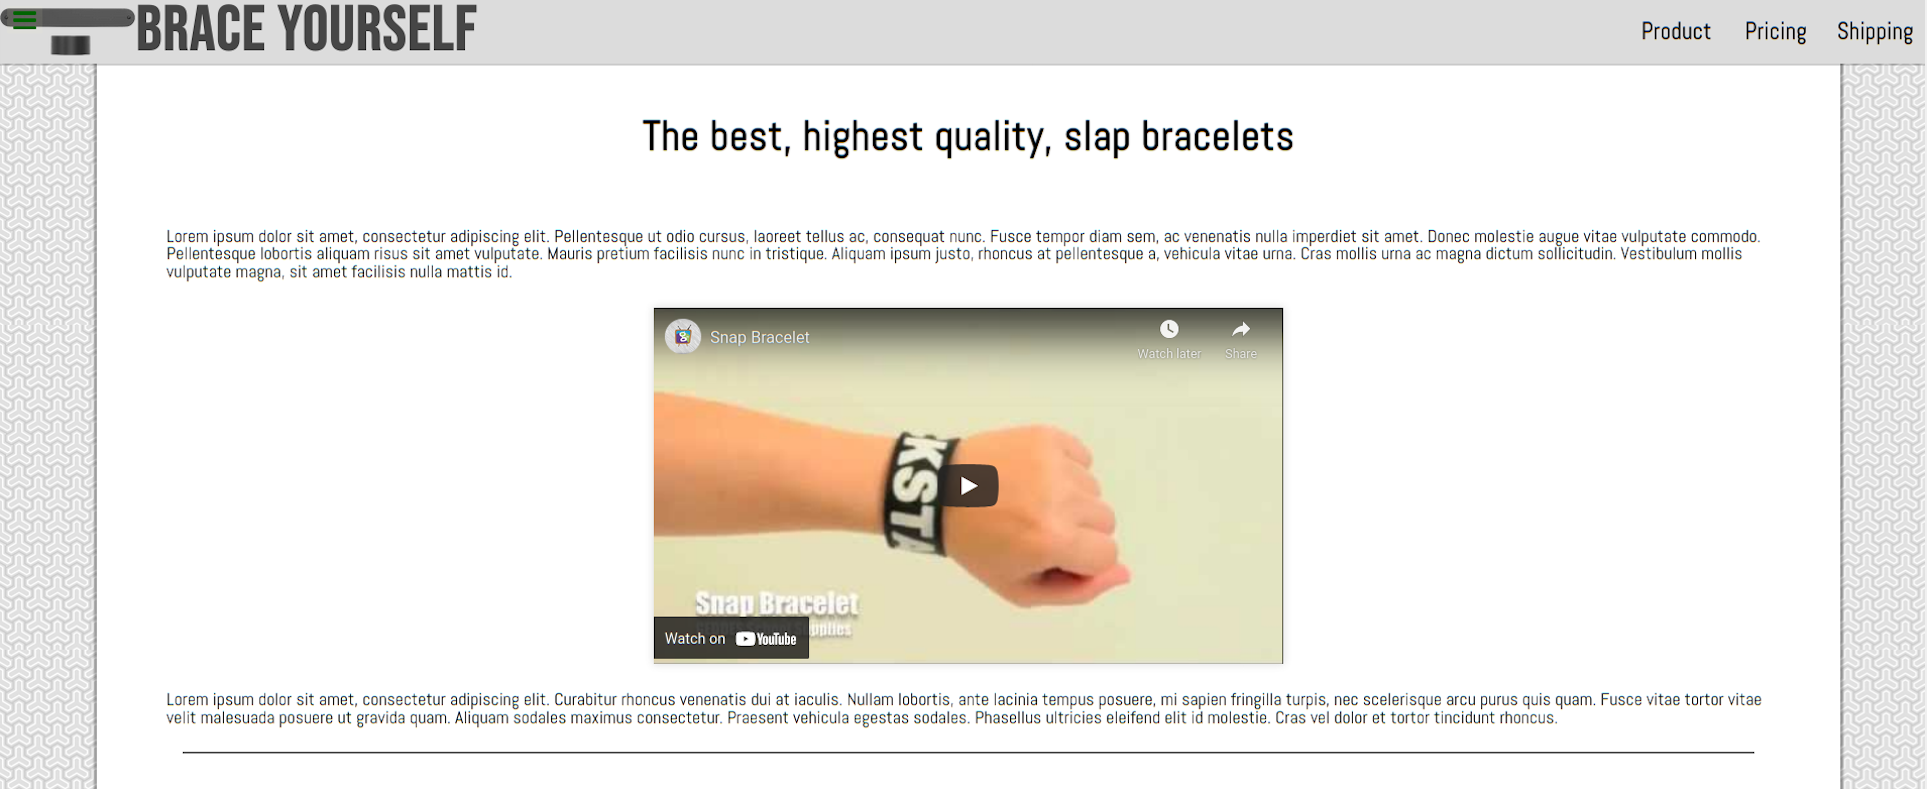 BRACE YOURSELF
Product Pricing Shipping
The best, highest quality, slap bracelets
Lorem ipsum dolor sit amet, consectetur adipiscing elit. Pellentesque ut odio cursus, laoreet tellus ac, consequat nunc. Fusce tempor diam sem, ac venenatis nulla imperdiet sit amet. Donec molestie augue vitae vulputate commodo.
Pellentesque lobortis aliquam risus sit amet vulputate. Mauris pretium facilisis nunc in tristique. Aliquam ipsum justo, rhoncus at pellentesque a, vehicula vitae urna. Cras mollis urna ac magna dictum sollicitudin. Vestibulum mollis
vulputate magna, sit amet facilisis nulla mattis id.
Snap Bracelet
Watch later Share
KSTA
Snap Bracelet
Watch on YouTube
Lorem ipsum dolor sit amet, consectetur adipiscing elit. Curabitur rhoncus venenatis dui at iaculis. Nullam lobortis, ante lacinia tempus posuere, mi sapien fringilla turpis, nec scelerisque arcu purus quis quam. Fusce vitae tortor vitae
velit malesuada posuere ut gravida quam. Aliquam sodales maximus consectetur. Praesent vehicula egestas sodales. Phasellus ultricies eleifend elit id molestie. Cras vel dolor et tortor tincidunt rhoncus.